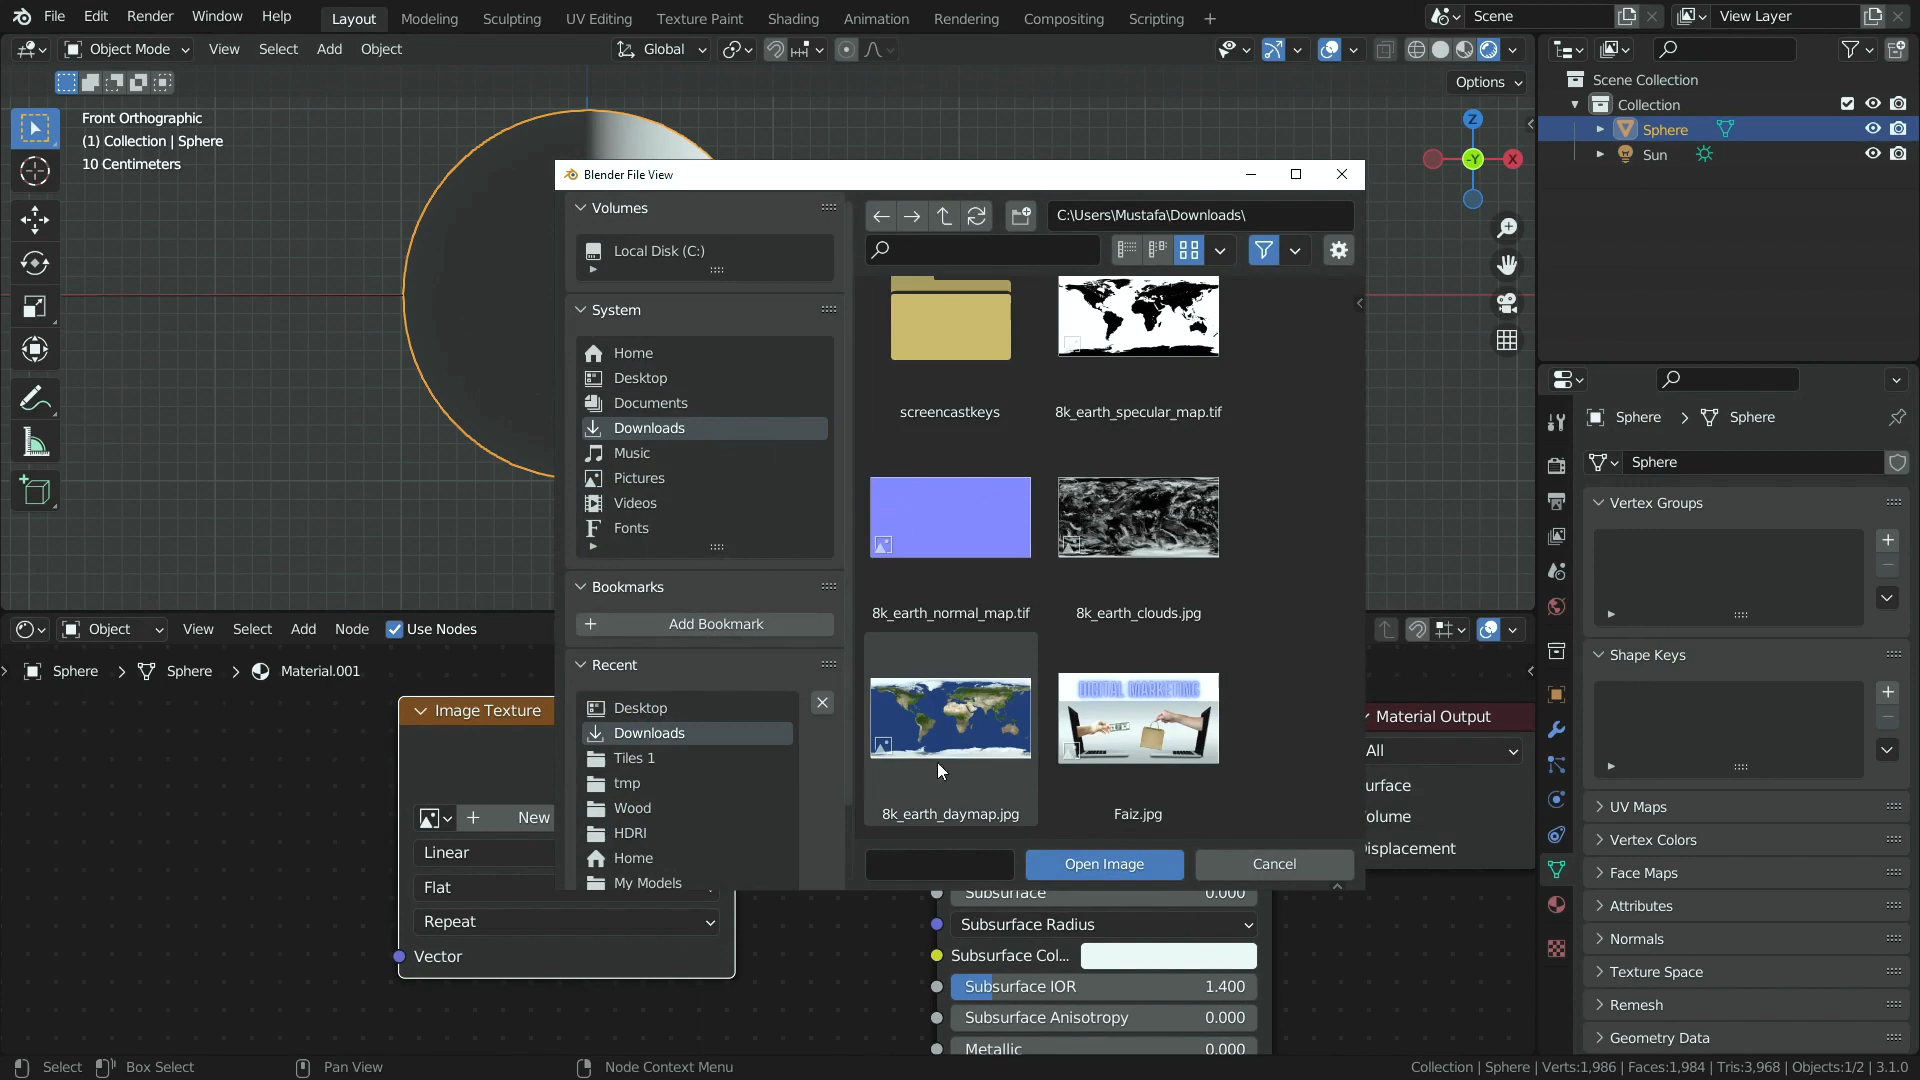 File Edit Render Window Help Layout Modeling Sculpting UV Editing Texture Paint Shading Animation Rendering Compositing Scripting + Scene View Layer
Object Mode View Select Add Object Global
Options
Front Orthographic
(1) Collection | Sphere
10 Centimeters
Z
-Y
X
Scene Collection
Collection
Sphere
Sun
Blender File View
Volumes
Local Disk (C:)
System
Home
Desktop
Documents
Downloads
Music
Pictures
Videos
Fonts
Bookmarks
Add Bookmark
Recent
Desktop
Downloads
Tiles 1
tmp
Wood
HDRI
Home
My Models
C:\Users\Mustafa\Downloads\
screencastkeys
8k_earth_specular_map.tif
8k_earth_normal_map.tif
8k_earth_clouds.jpg
DIGITAL MARKETING
8k_earth_daymap.jpg
Faiz.jpg
Open Image
Cancel
Sphere > Sphere
Sphere
Vertex Groups
Shape Keys
UV Maps
Vertex Colors
Face Maps
Attributes
Normals
Texture Space
Remesh
Geometry Data
Object View Select Add Node Use Nodes
Sphere > Sphere > Material.001
Image Texture
New
Linear
Flat
Repeat
Vector
Material Output
All
urface
olume
isplacement
Subsurface 0.000
Subsurface Radius
Subsurface Col...
Subsurface IOR 1.400
Subsurface Anisotropy 0.000
Metallic 0.000
Select Box Select Pan View Node Context Menu Collection | Sphere | Verts:1,986 | Faces:1,984 | Tris:3,968 | Objects:1/2 | 3.1.0